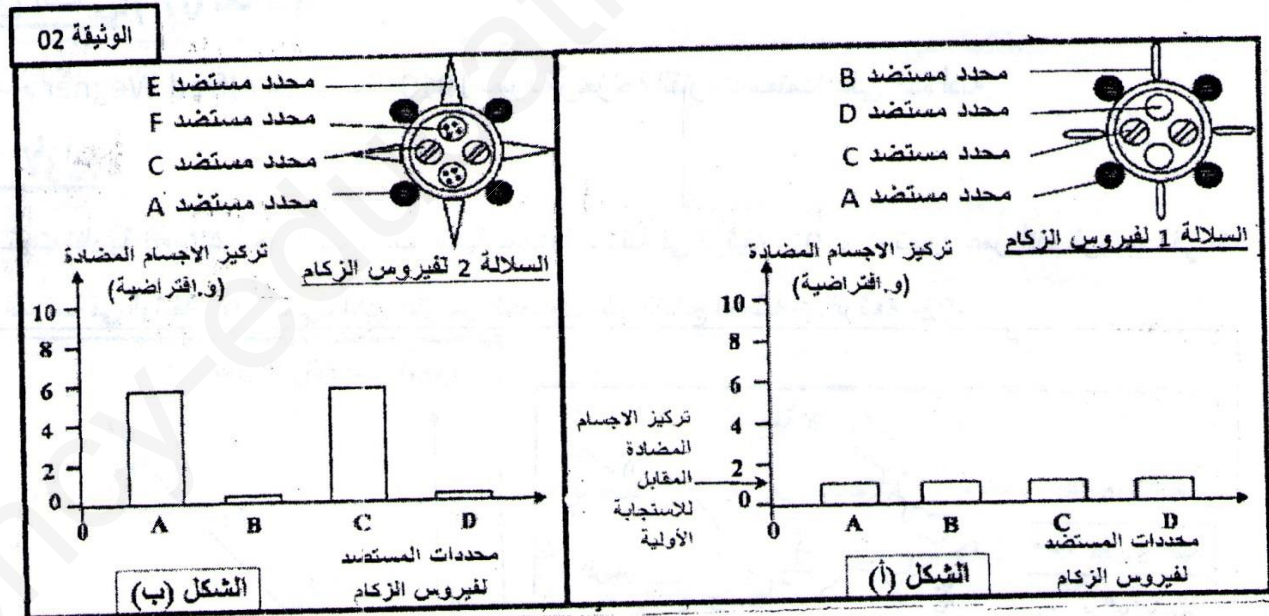 الوثيقة 02
محدد مستضد B
محدد مستضد D
محدد مستضد C
محدد مستضد A
السلالة 1 لفيروس الزكام
تركيز الاجسام المضادة
(و.افتراضية)
10
8
6
4
2
0
0
A
B
C
D
تركيز الاجسام
المضادة
المقابل
للاستجابة
الأولية
محددات المستضد
لفيروس الزكام
الشكل (أ)
محدد مستضد E
محدد مستضد F
محدد مستضد C
محدد مستضد A
السلالة 2 لفيروس الزكام
تركيز الاجسام المضادة
(و.افتراضية)
10
8
6
4
2
0
0
A
B
C
D
محددات المستضد
لفيروس الزكام
الشكل (ب)